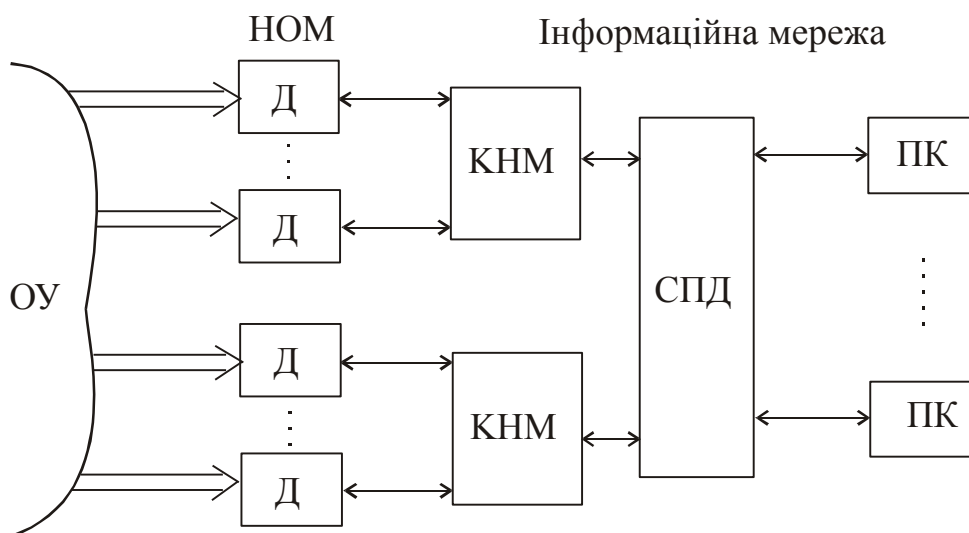 НОМ
Інформаційна мережа
Д
КНМ
ПК
Д
ОУ
СПД
Д
КНМ
ПК
Д